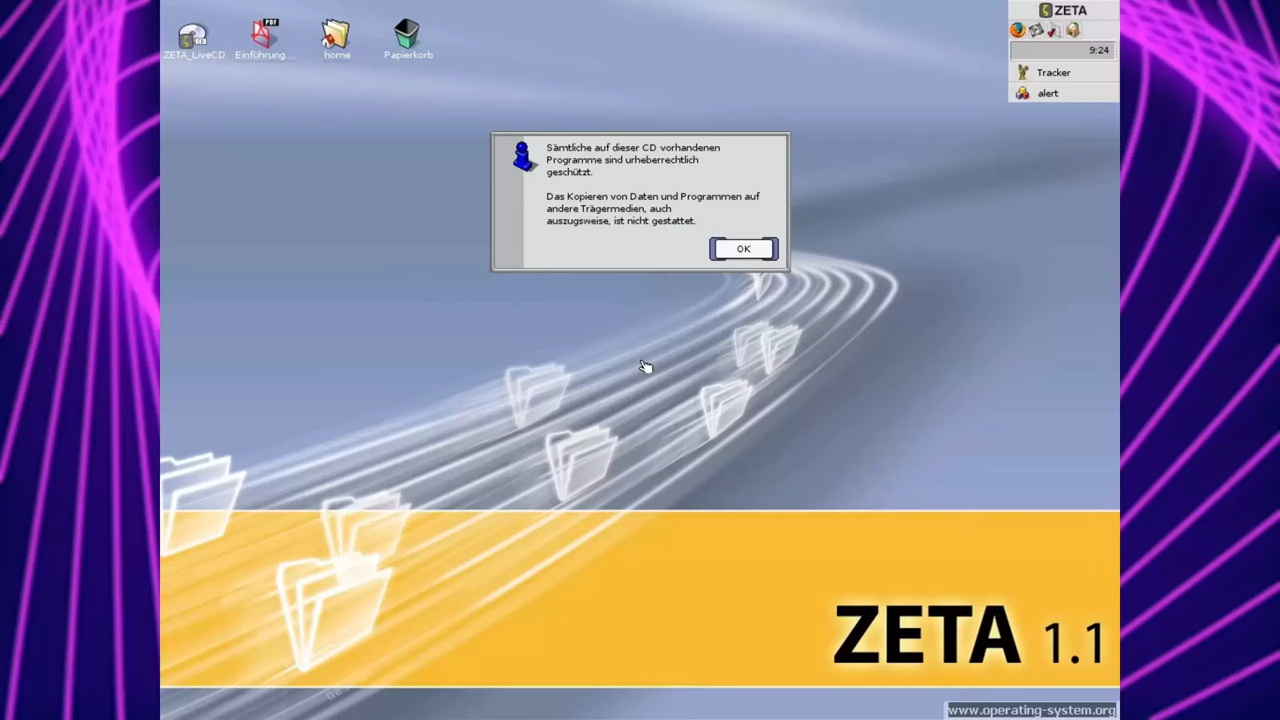 ZETA
9:24
Tracker
alert
ZETA_LiveCD
PDF
Einführung...
home
Papierkorb
Sämtliche auf dieser CD vorhandenen
Programme sind urheberrechtlich
geschützt.
Das Kopieren von Daten und Programmen auf
andere Trägermedien, auch
auszugsweise, ist nicht gestattet.
OK
ZETA 1.1
www.operating-system.org